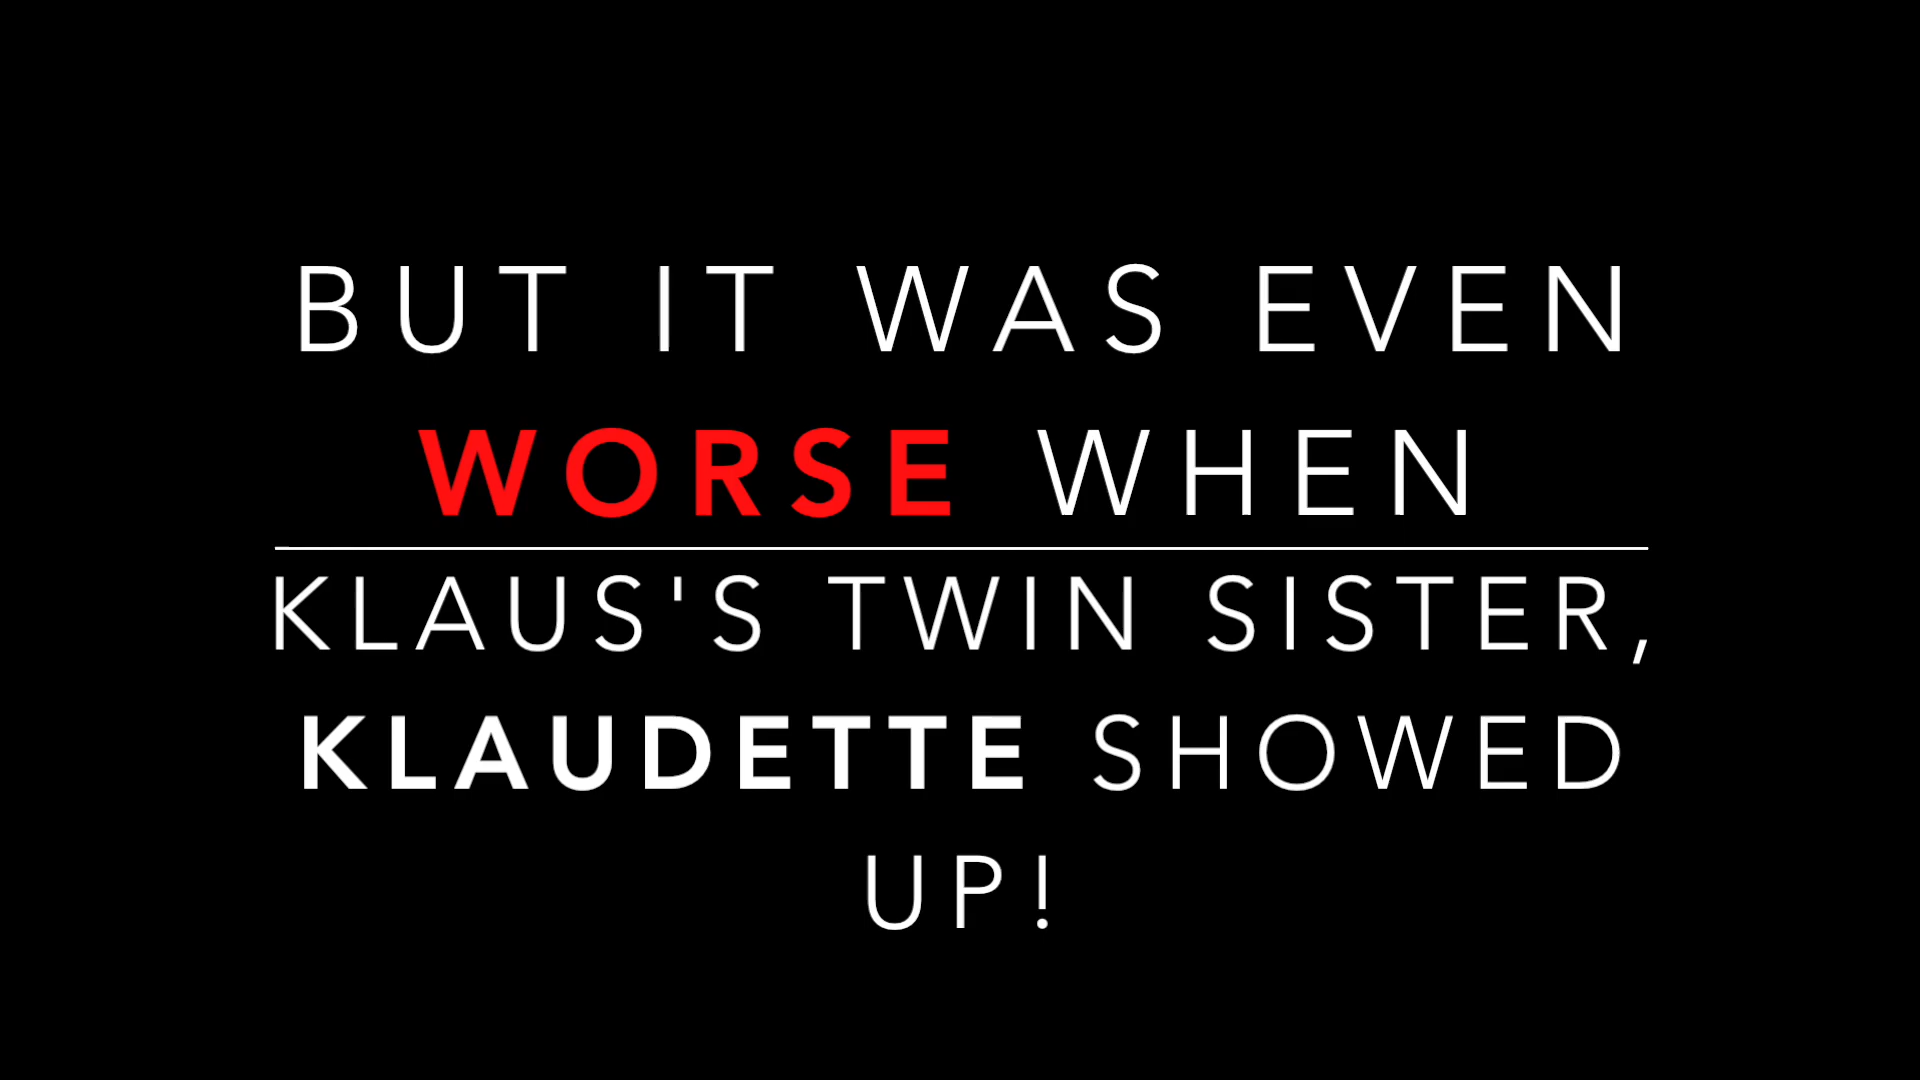 BUT IT WAS EVEN
WORSE WHEN
KLAUS'S TWIN SISTER,
KLAUDETTE SHOWED
UP!